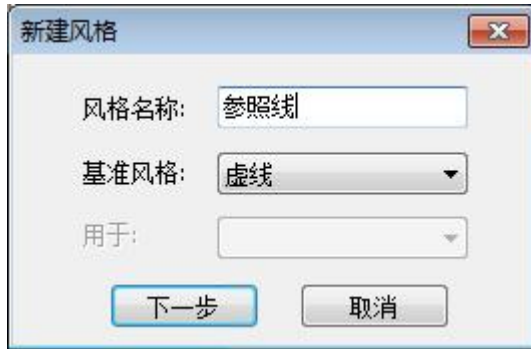 新建风格
风格名称: 参照线
基准风格: 虚线
用于:
下一步 取消